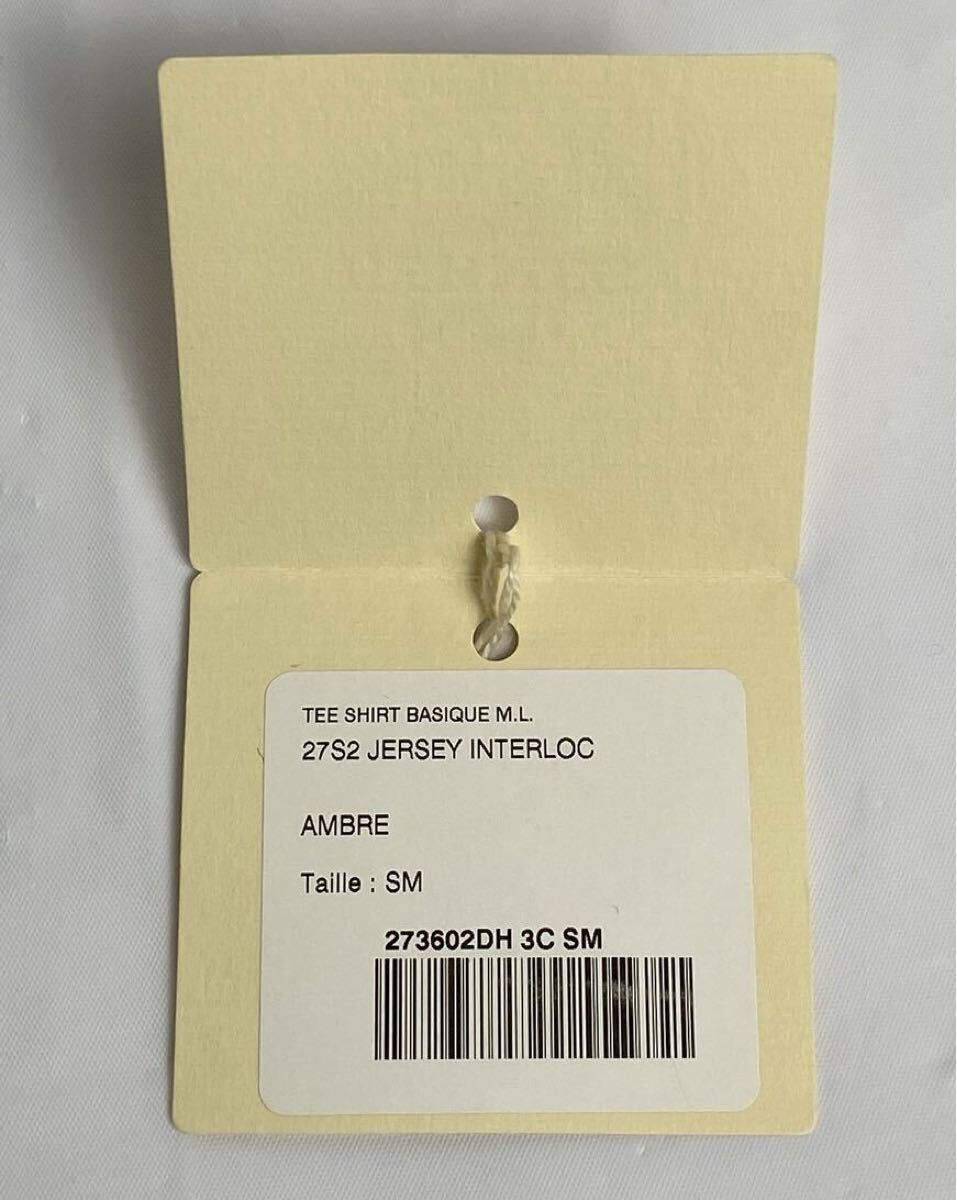 TEE SHIRT BASIQUE M.L.
27S2 JERSEY INTERLOC
AMBRE
Taille : SM
273602DH 3C SM